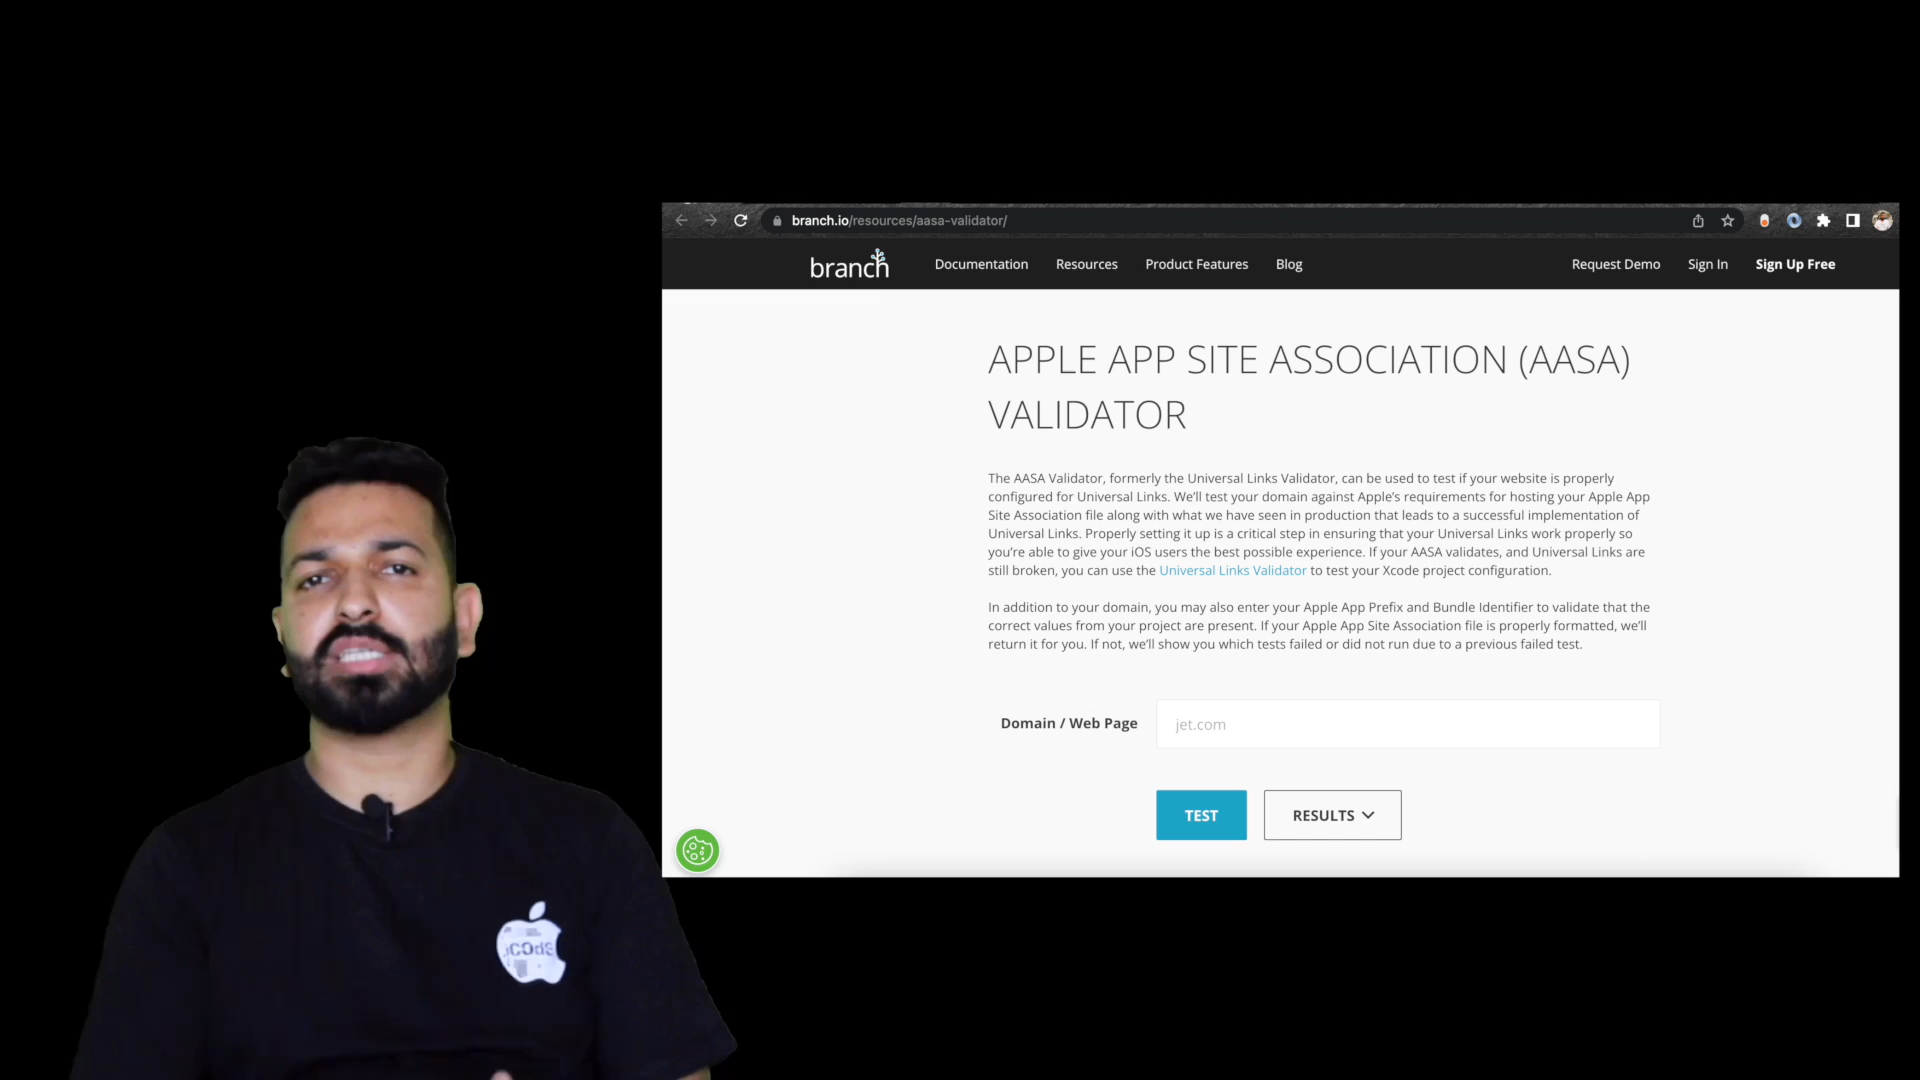 branch.io/resources/aasa-validator/
branch
Documentation Resources Product Features Blog Request Demo Sign In Sign Up Free
APPLE APP SITE ASSOCIATION (AASA)
VALIDATOR
The AASA Validator, formerly the Universal Links Validator, can be used to test if your website is properly
configured for Universal Links. We’ll test your domain against Apple’s requirements for hosting your Apple App
Site Association file along with what we have seen in production that leads to a successful implementation of
Universal Links. Properly setting it up is a critical step in ensuring that your Universal Links work properly so
you’re able to give your iOS users the best possible experience. If your AASA validates, and Universal Links are
still broken, you can use the Universal Links Validator to test your Xcode project configuration.
In addition to your domain, you may also enter your Apple App Prefix and Bundle Identifier to validate that the
correct values from your project are present. If your Apple App Site Association file is properly formatted, we’ll
return it for you. If not, we’ll show you which tests failed or did not run due to a previous failed test.
Domain / Web Page
jet.com
TEST RESULTS
iCOdE